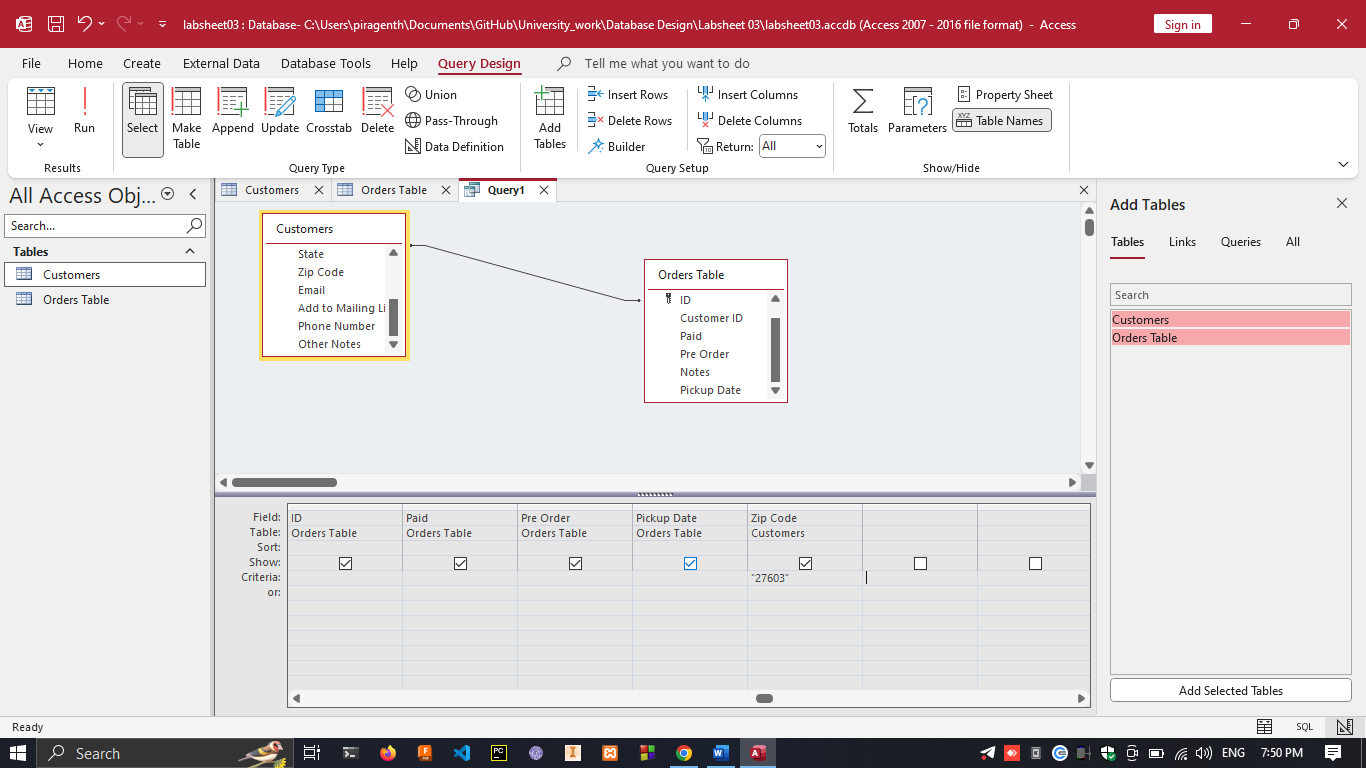 labsheet03 : Database- C:\Users\piragenth\Documents\GitHub\University_work\Database Design\Labsheet 03\labsheet03.accdb (Access 2007 - 2016 file format) - Access
Sign in
File Home Create External Data Database Tools Help Query Design Tell me what you want to do
View
Run
Select
Make Table
Append
Update
Crosstab
Delete
Union
Pass-Through
Data Definition
Add Tables
Insert Rows
Delete Rows
Builder
Insert Columns
Delete Columns
Return: All
Totals
Parameters
Property Sheet
XYZ
Table Names
Results
Query Type
Query Setup
Show/Hide
All Access Obj...
Search...
Tables
Customers
Orders Table
Customers
Orders Table
Query1
Customers
State
Zip Code
Email
Add to Mailing Li
Phone Number
Other Notes
Orders Table
ID
Customer ID
Paid
Pre Order
Notes
Pickup Date
Field: ID Paid Pre Order Pickup Date Zip Code
Table: Orders Table Orders Table Orders Table Orders Table Customers
Sort:
Show:
Criteria: "27603"
or:
Add Tables
Tables Links Queries All
Search
Customers
Orders Table
Add Selected Tables
Ready
SQL
Search
PC
ENG
7:50 PM